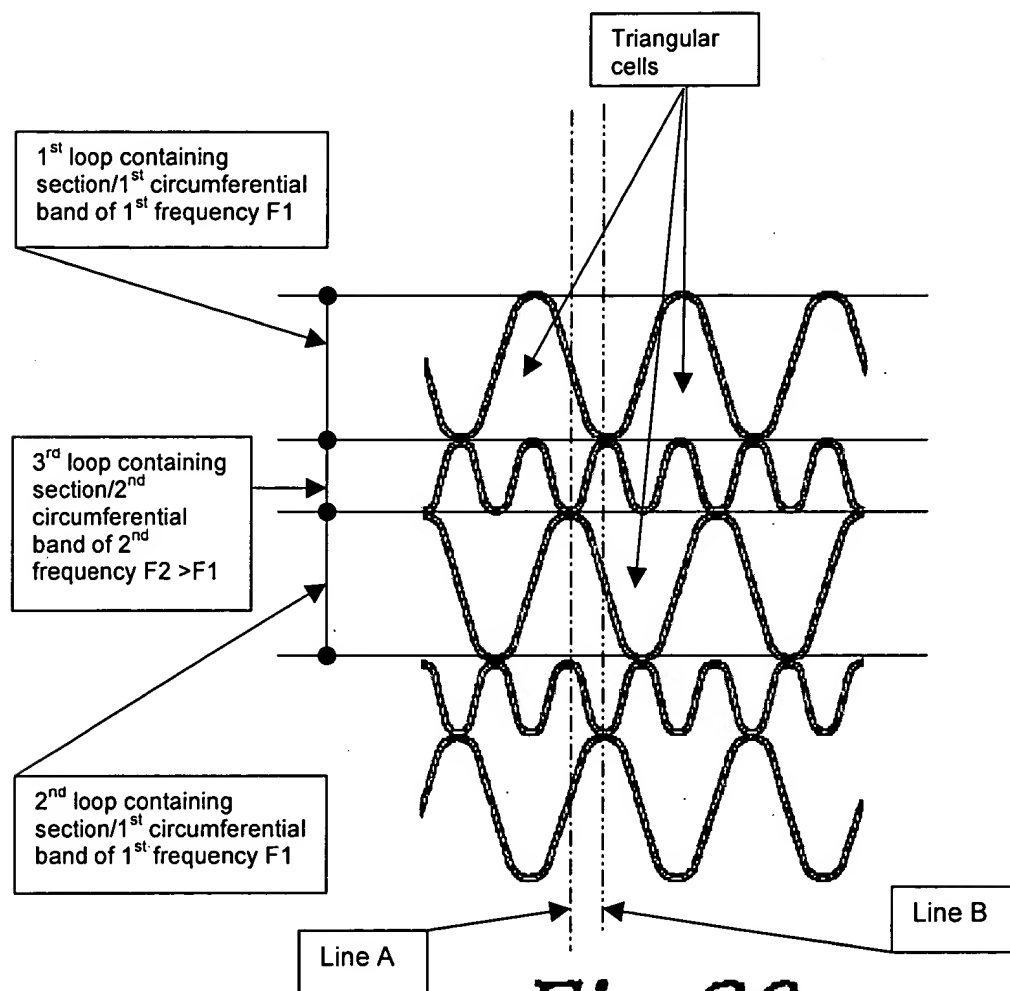 Triangular
cells
1st loop containing
section/1st circumferential
band of 1st frequency F1
3rd loop containing
section/2nd
circumferential
band of 2nd
frequency F2 >F1
2nd loop containing
section/1st circumferential
band of 1st frequency F1
Line A
Line B